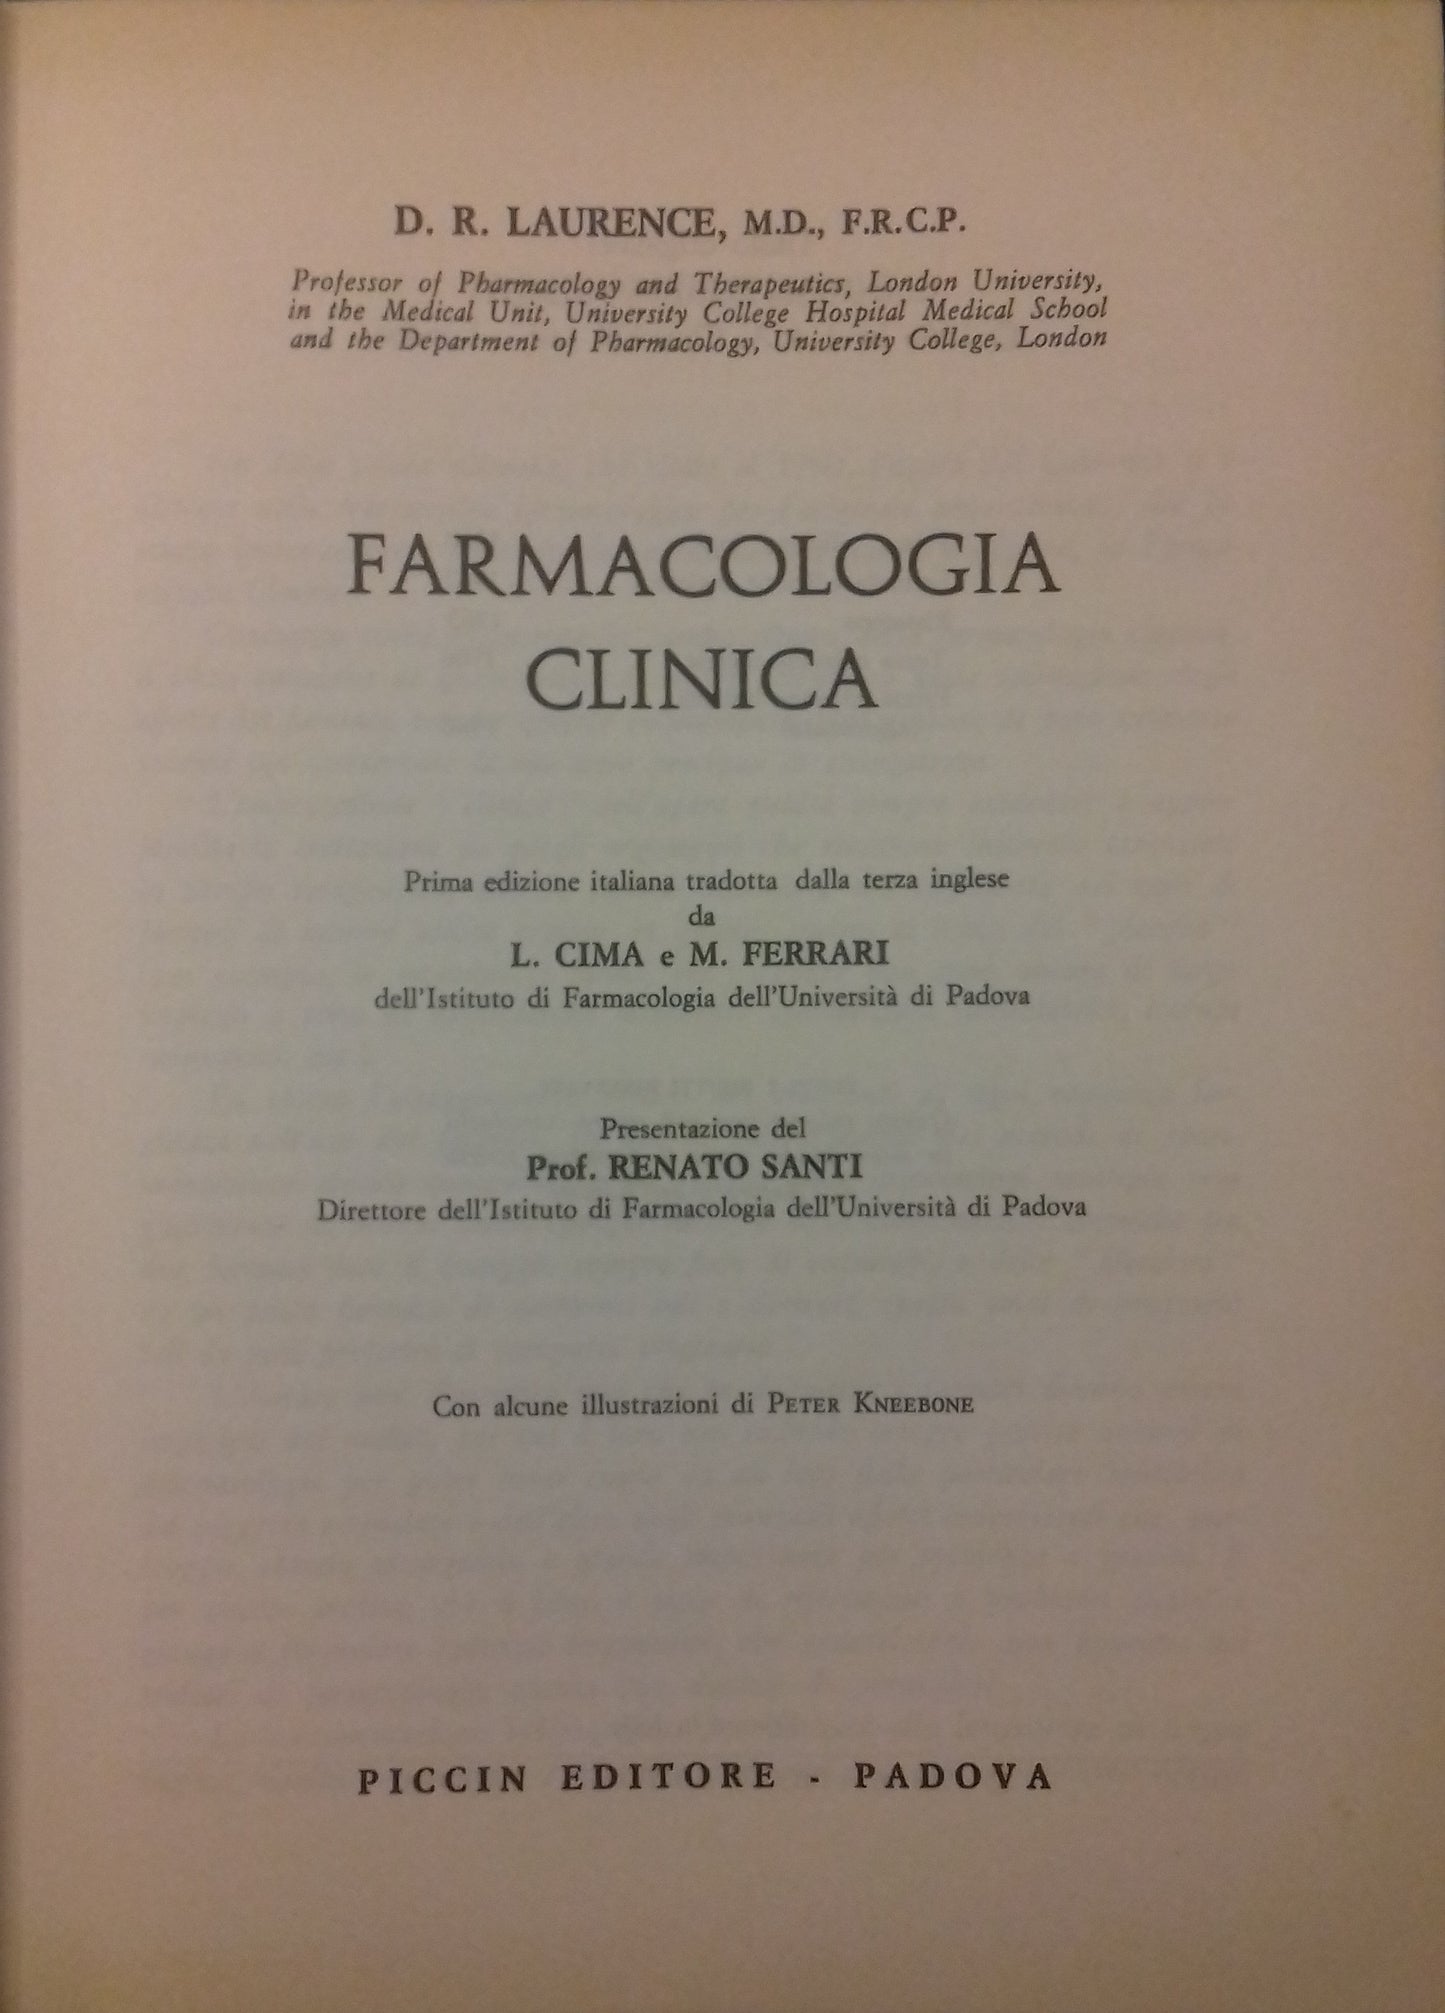 D. R. LAURENCE, M.D., F.R.C.P.
Professor of Pharmacology and Therapeutics, London University,
in the Medical Unit, University College Hospital Medical School
and the Department of Pharmacology, University College, London
FARMACOLOGIA
CLINICA
Prima edizione italiana tradotta dalla terza inglese
da
L. CIMA e M. FERRARI
dell'Istituto di Farmacologia dell'Università di Padova
Presentazione del
Prof. RENATO SANTI
Direttore dell'Istituto di Farmacologia dell'Università di Padova
Con alcune illustrazioni di PETER KNEEBONE
PICCIN EDITORE - PADOVA